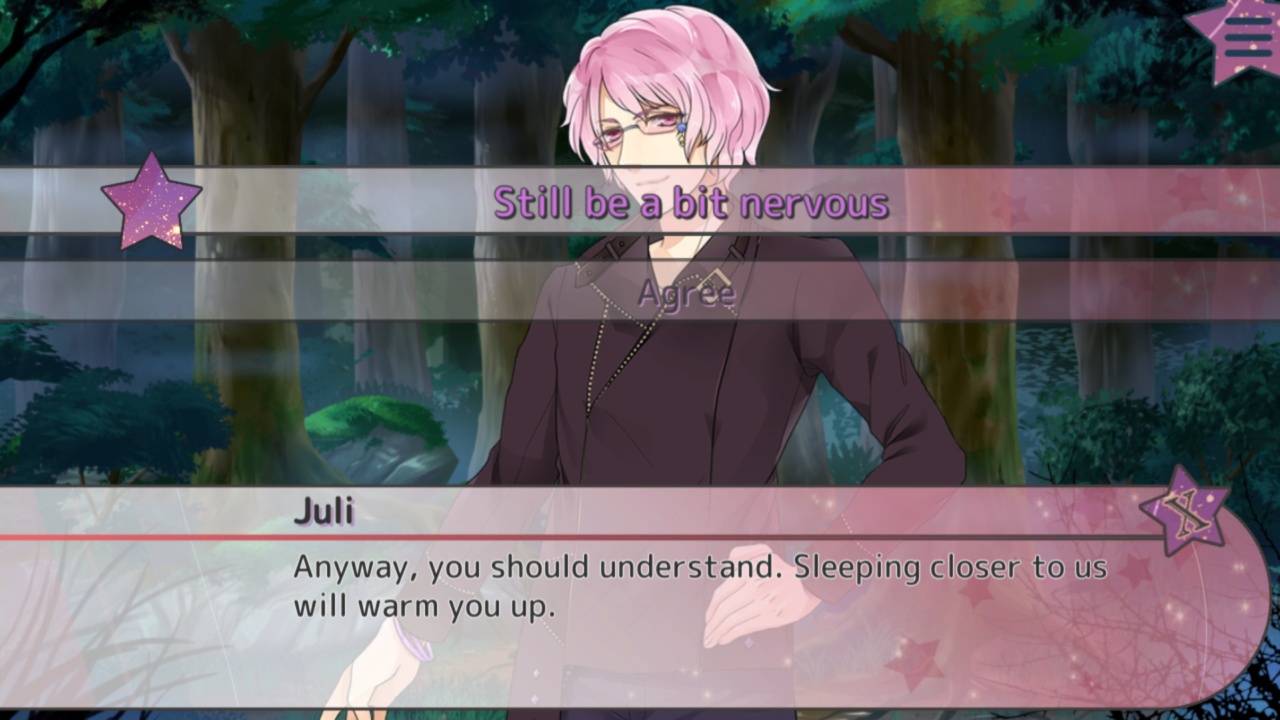 Still be a bit nervous
Agree
Juli
X
Anyway, you should understand. Sleeping closer to us
will warm you up.